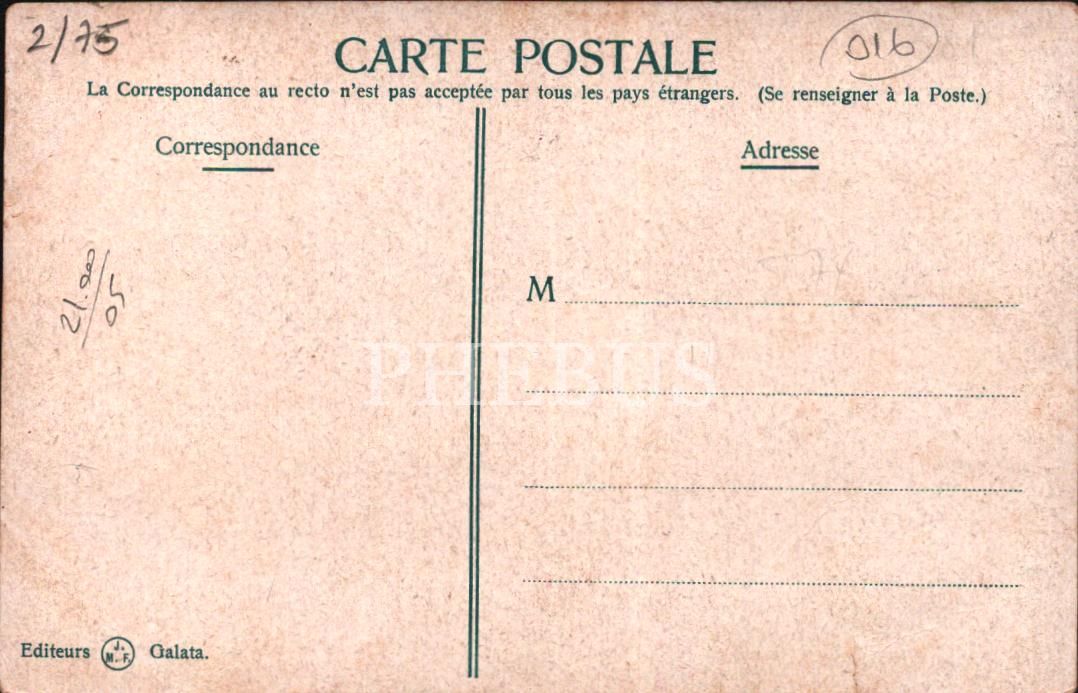 2/75
016
CARTE POSTALE
La Correspondance au recto n'est pas acceptée par tous les pays étrangers. (Se renseigner à la Poste.)
Correspondance
Adresse
21.000/05
M
PHEBUS
Editeurs J. M. F. Galata.